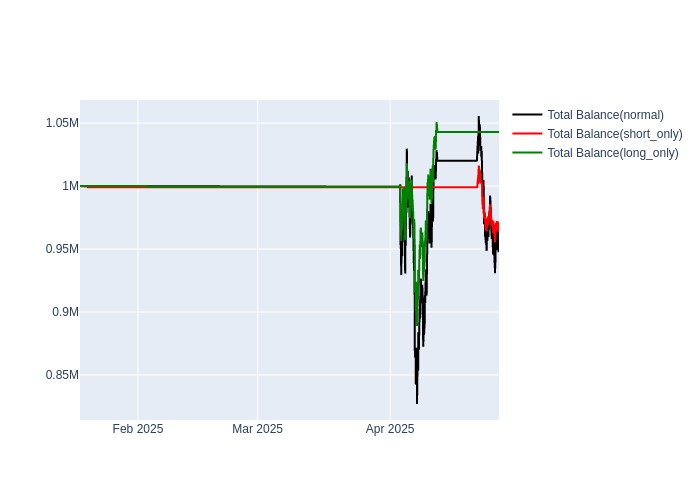 1.05M
1M
0.95M
0.9M
0.85M
Feb 2025
Mar 2025
Apr 2025
Total Balance(normal)
Total Balance(short_only)
Total Balance(long_only)